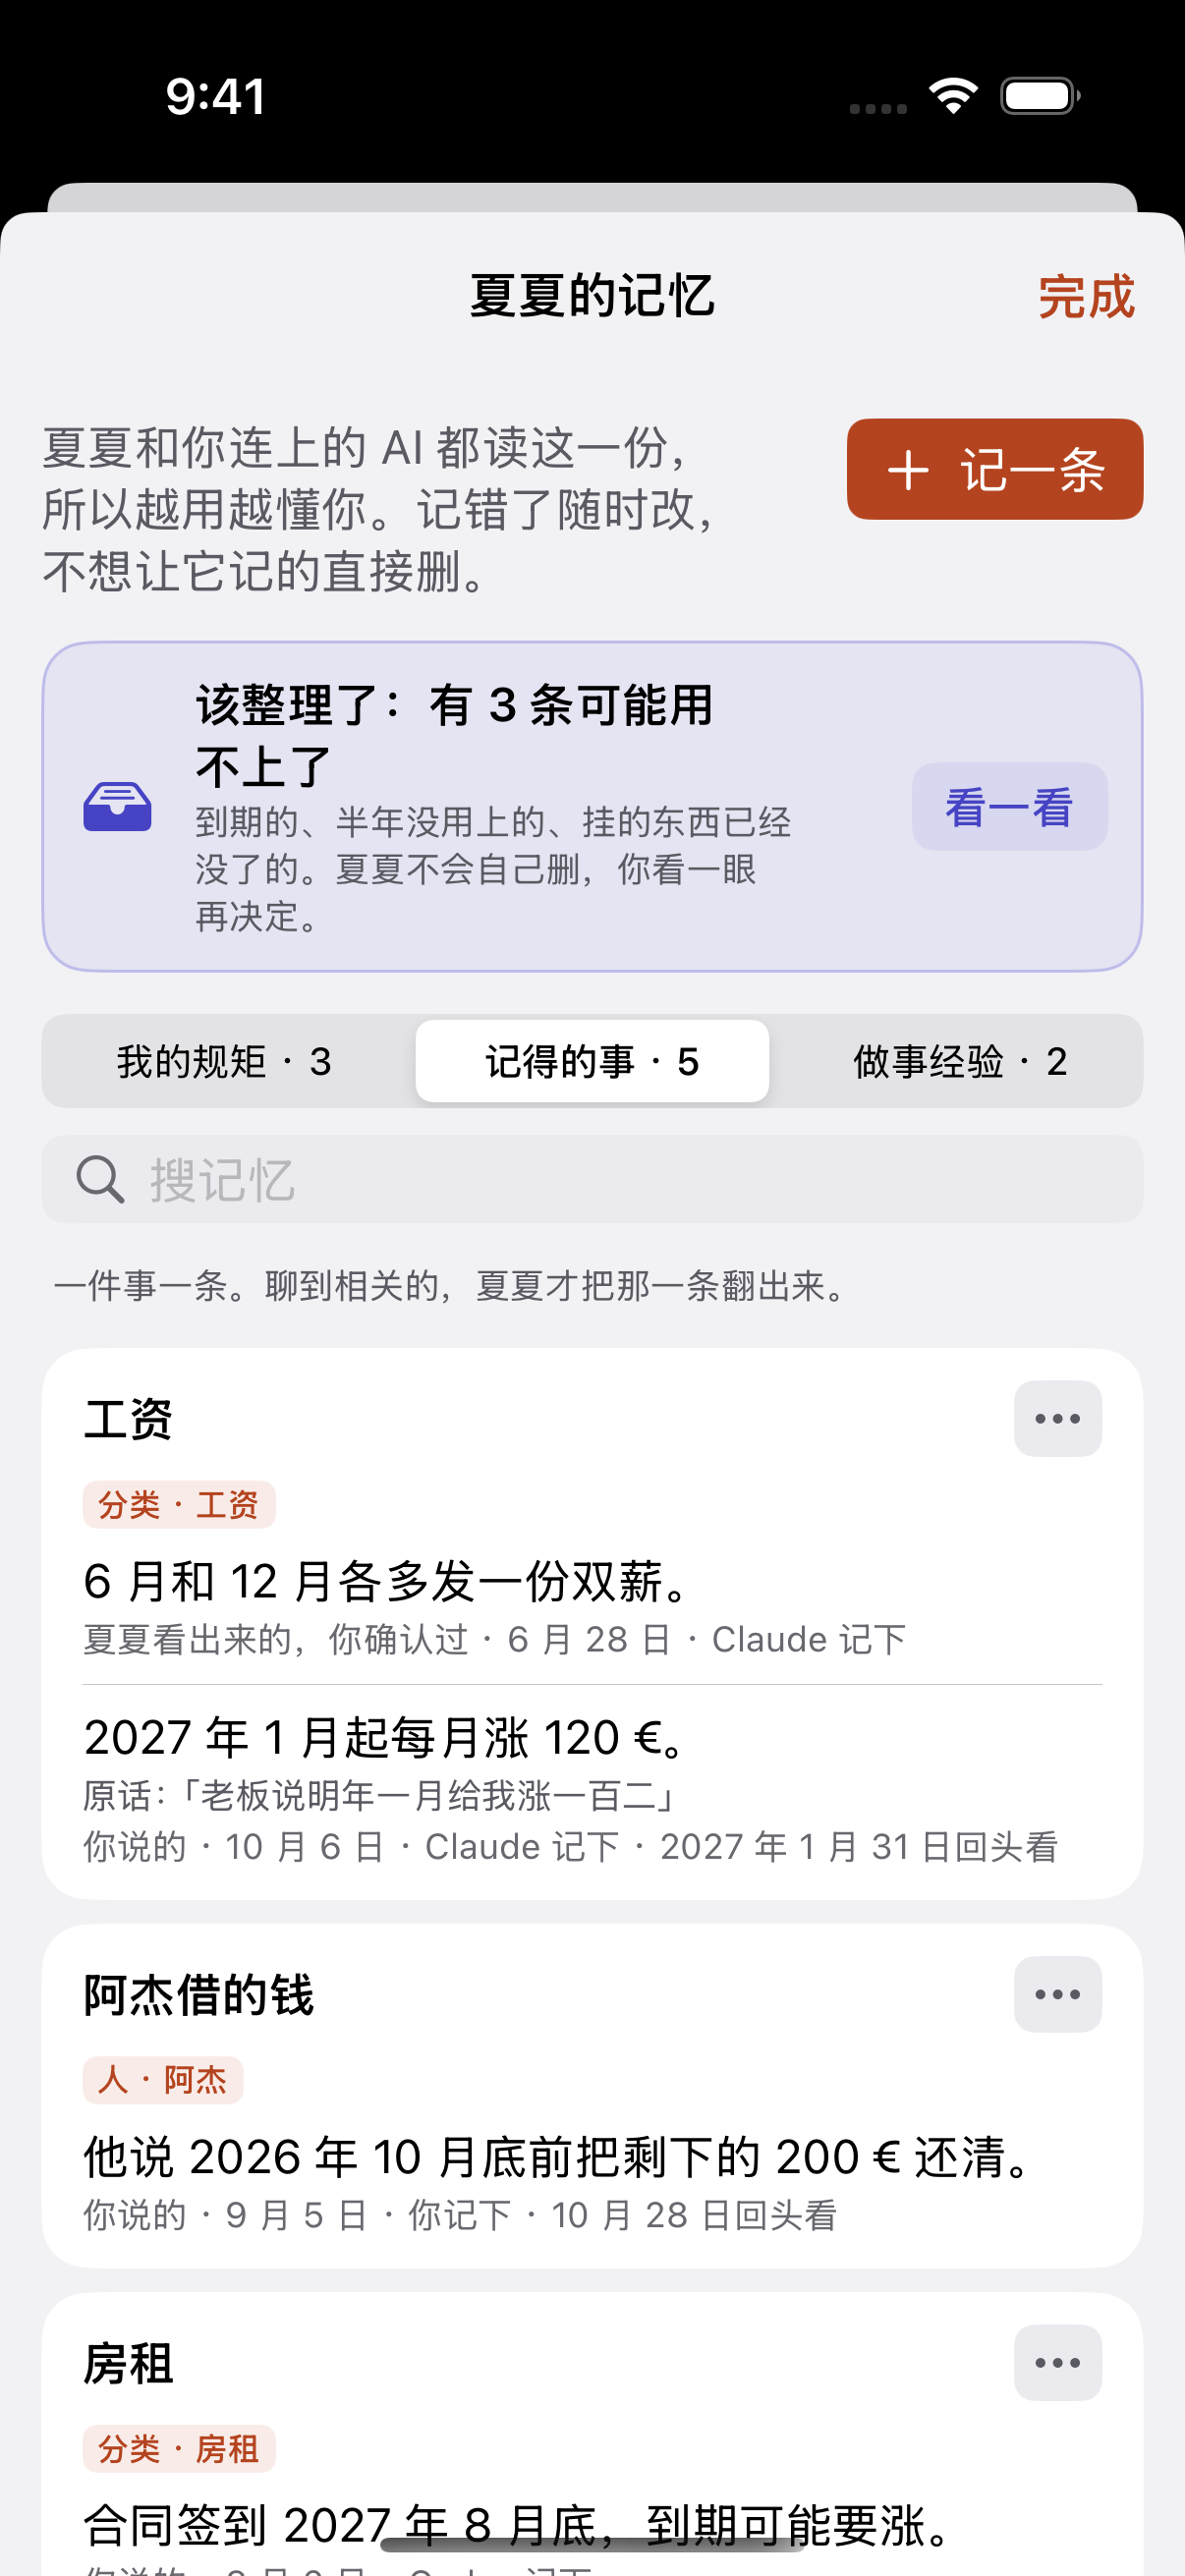 9:41
夏夏的记忆
完成
夏夏和你连上的 AI 都读这一份，
所以越用越懂你。记错了随时改，
不想让它记的直接删。
＋ 记一条
该整理了：有 3 条可能用
不上了
到期的、半年没用上的、挂的东西已经
没了的。夏夏不会自己删，你看一眼
再决定。
看一看
我的规矩 · 3
记得的事 · 5
做事经验 · 2
搜记忆
一件事一条。聊到相关的，夏夏才把那一条翻出来。
工资
分类 · 工资
6 月和 12 月各多发一份双薪。
夏夏看出来的，你确认过 · 6 月 28 日 · Claude 记下
2027 年 1 月起每月涨 120 €。
原话：「老板说明年一月给我涨一百二」
你说的 · 10 月 6 日 · Claude 记下 · 2027 年 1 月 31 日回头看
阿杰借的钱
人 · 阿杰
他说 2026 年 10 月底前把剩下的 200 € 还清。
你说的 · 9 月 5 日 · 你记下 · 10 月 28 日回头看
房租
分类 · 房租
合同签到 2027 年 8 月底，到期可能要涨。